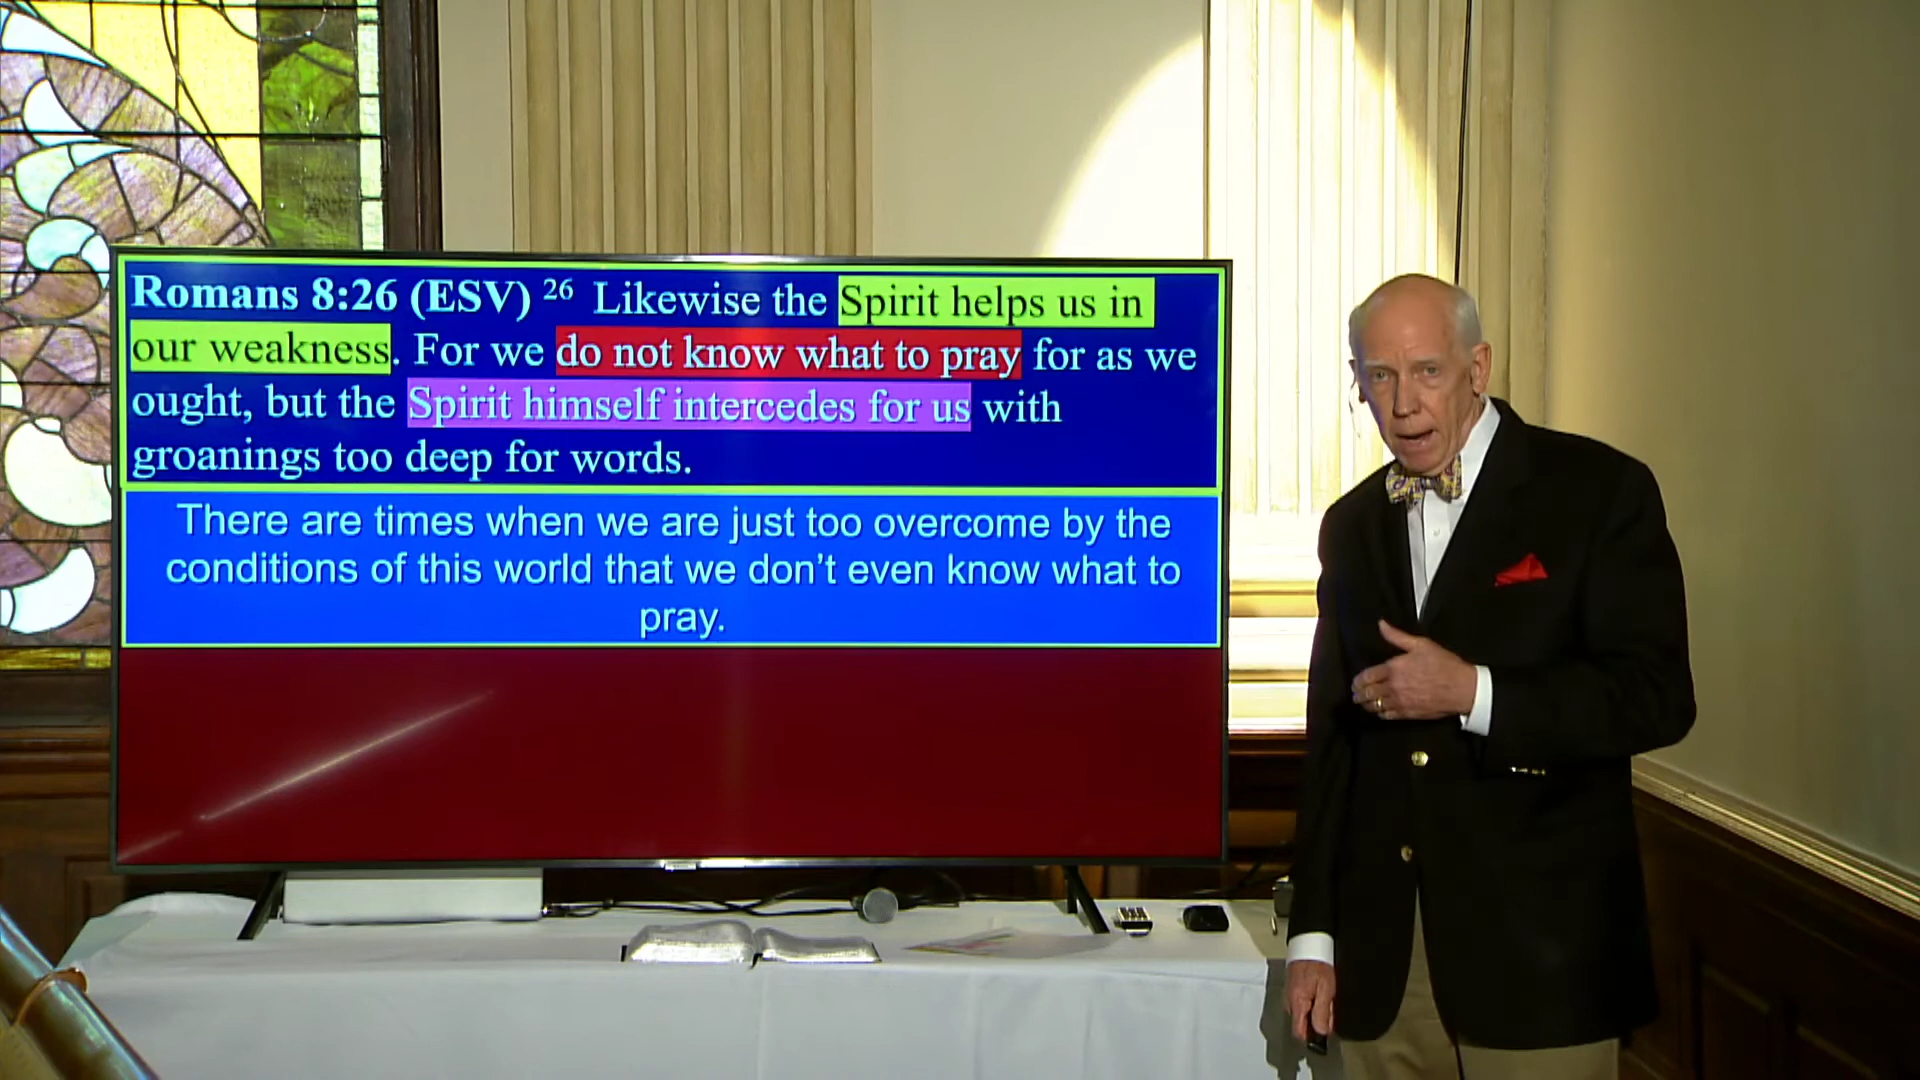 Romans 8:26 (ESV) 26 Likewise the Spirit helps us in
our weakness. For we do not know what to pray for as we
ought, but the Spirit himself intercedes for us with
groanings too deep for words.
There are times when we are just too overcome by the
conditions of this world that we don't even know what to
pray.